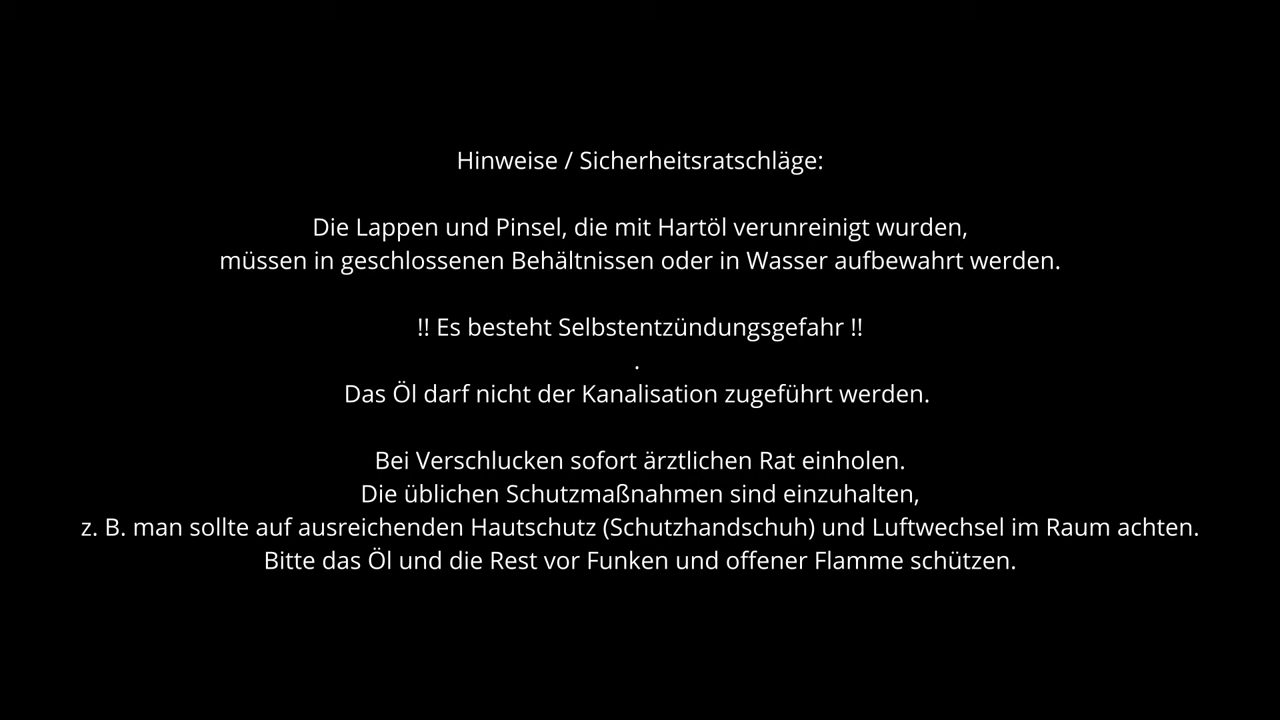 Hinweise / Sicherheitsratschläge:
Die Lappen und Pinsel, die mit Hartöl verunreinigt wurden,
müssen in geschlossenen Behältnissen oder in Wasser aufbewahrt werden.
!! Es besteht Selbstentzündungsgefahr !!
.
Das Öl darf nicht der Kanalisation zugeführt werden.
Bei Verschlucken sofort ärztlichen Rat einholen.
Die üblichen Schutzmaßnahmen sind einzuhalten,
z. B. man sollte auf ausreichenden Hautschutz (Schutzhandschuh) und Luftwechsel im Raum achten.
Bitte das Öl und die Rest vor Funken und offener Flamme schützen.